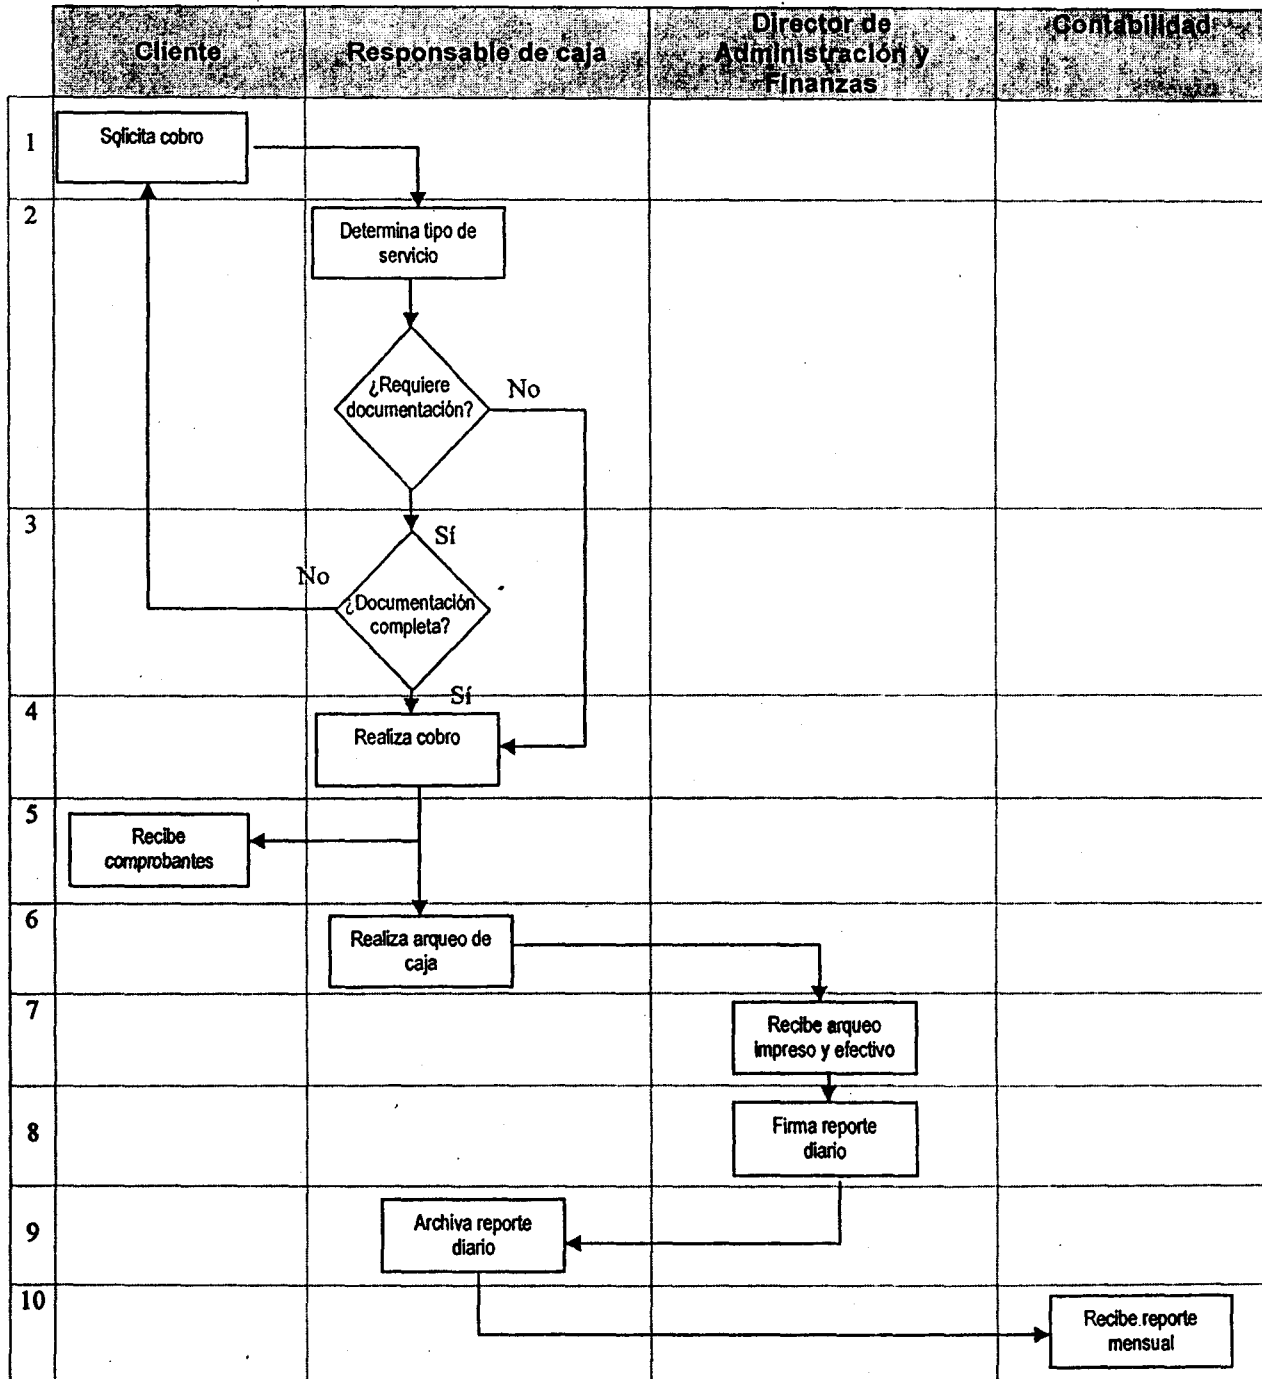 Cliente
Responsable de caja
Director de
Administración y
Finanzas
Contabilidad
1
Solicita cobro
2
Determina tipo de
servicio
¿Requiere
documentación?
No
3
Sí
No
¿Documentación
completa?
4
Sí
Realiza cobro
5
Recibe
comprobantes
6
Realiza arqueo de
caja
7
Recibe arqueo
impreso y efectivo
8
Firma reporte
diario
9
Archiva reporte
diario
10
Recibe reporte
mensual